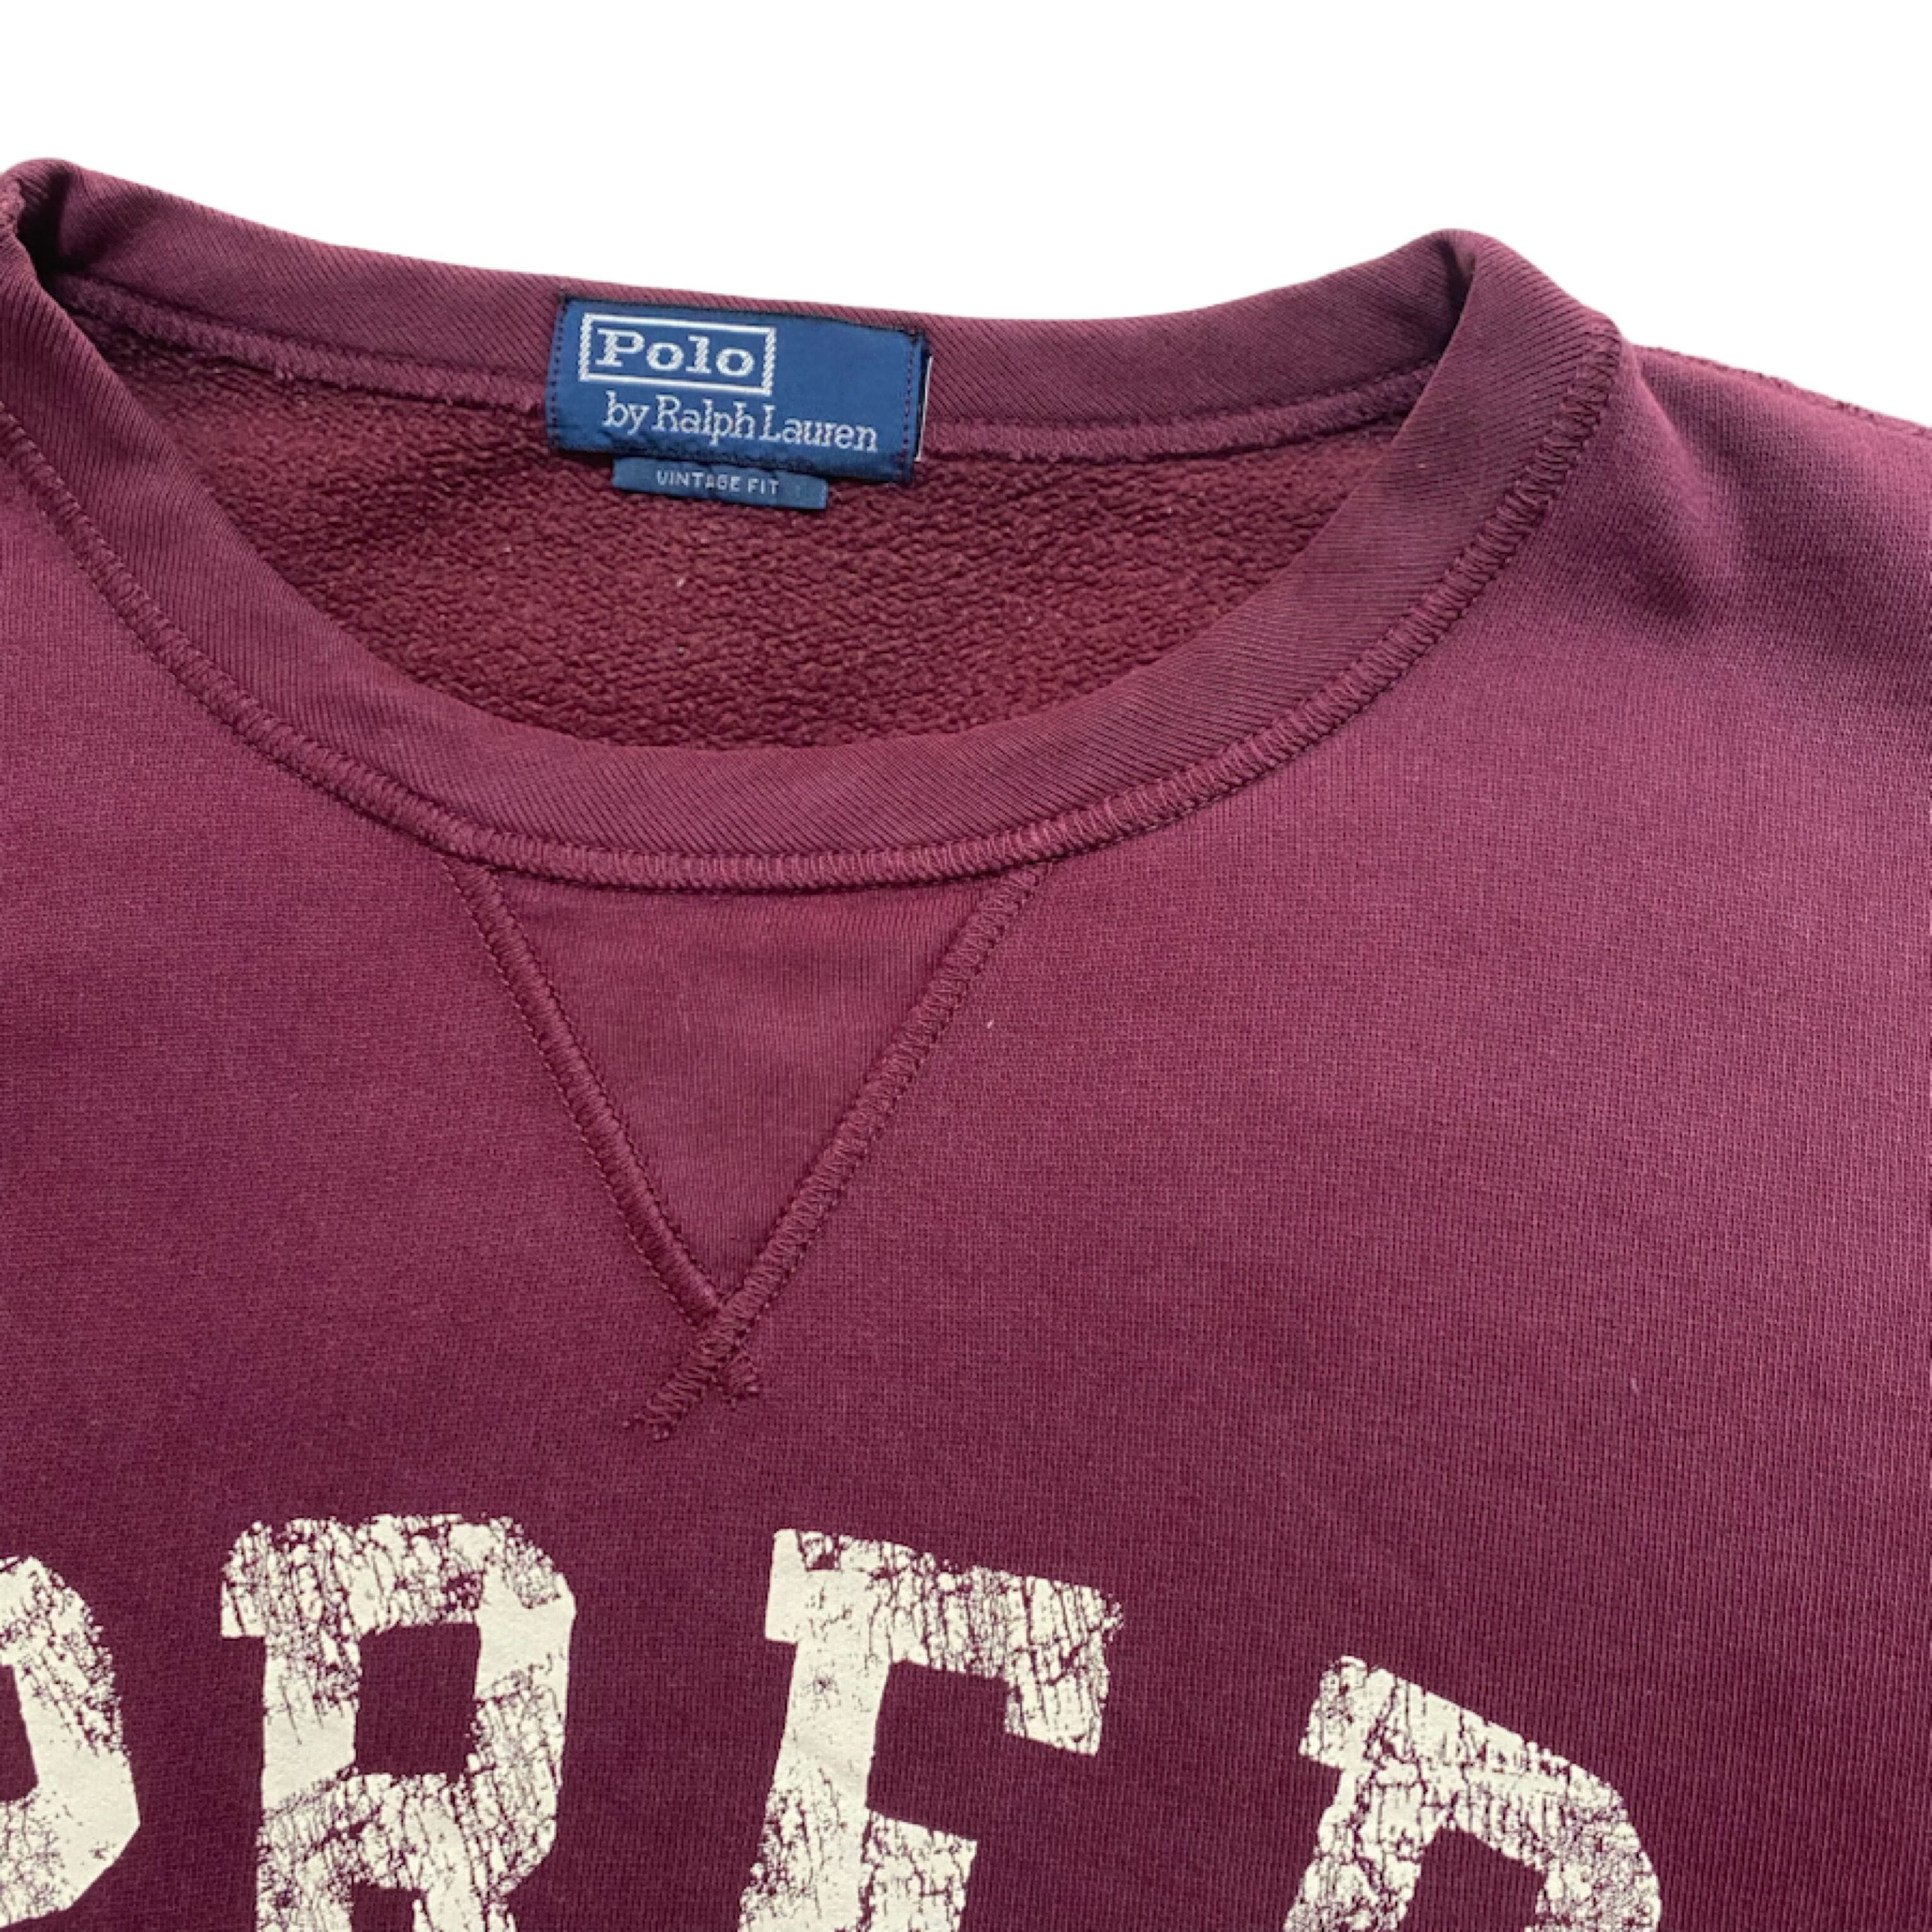 Polo
by Ralph Lauren
VINTAGE FIT
PREP